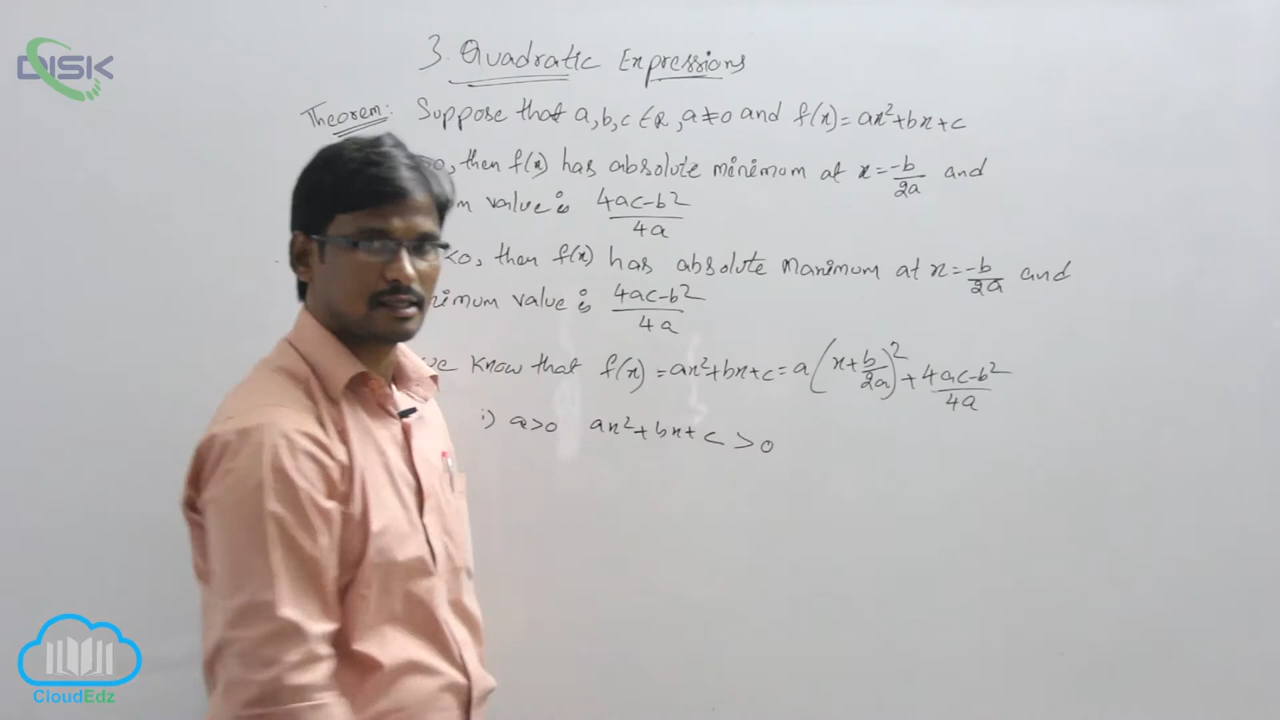 DISK
3. Quadratic Expressions
Theorem: Suppose that a, b, c ∈ R, a ≠ 0 and f(x) = ax²+bx+c
>0, then f(x) has absolute minimum at x = -b/2a and
value is 4ac-b²/4a
<0, then f(x) has absolute maximum at x = -b/2a and
value is 4ac-b²/4a
we know that f(x) = ax²+bx+c = a(x+b/2a)² + 4ac-b²/4a
i) a>0 ax²+bx+c > 0
CloudEdz